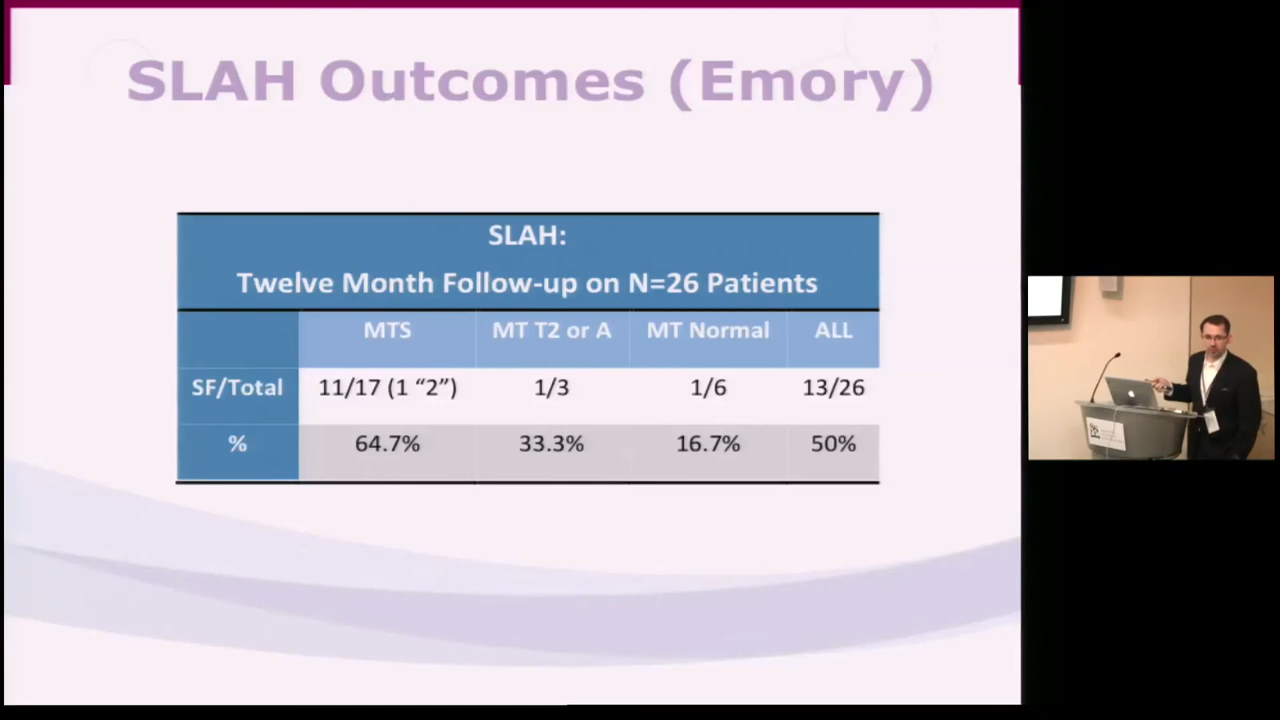 SLAH Outcomes (Emory)
SLAH:
Twelve Month Follow-up on N=26 Patients
MTS MT T2 or A MT Normal ALL
SF/Total 11/17 (1 “2”) 1/3 1/6 13/26
% 64.7% 33.3% 16.7% 50%